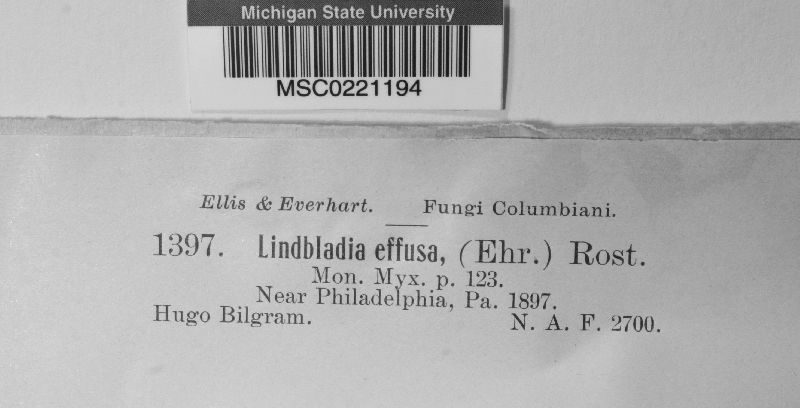 Michigan State University
MSC0221194
Ellis & Everhart. Fungi Columbiani.
1397. Lindbladia effusa, (Ehr.) Rost.
Mon. Myx. p. 123.
Near Philadelphia, Pa. 1897.
Hugo Bilgram. N. A. F. 2700.